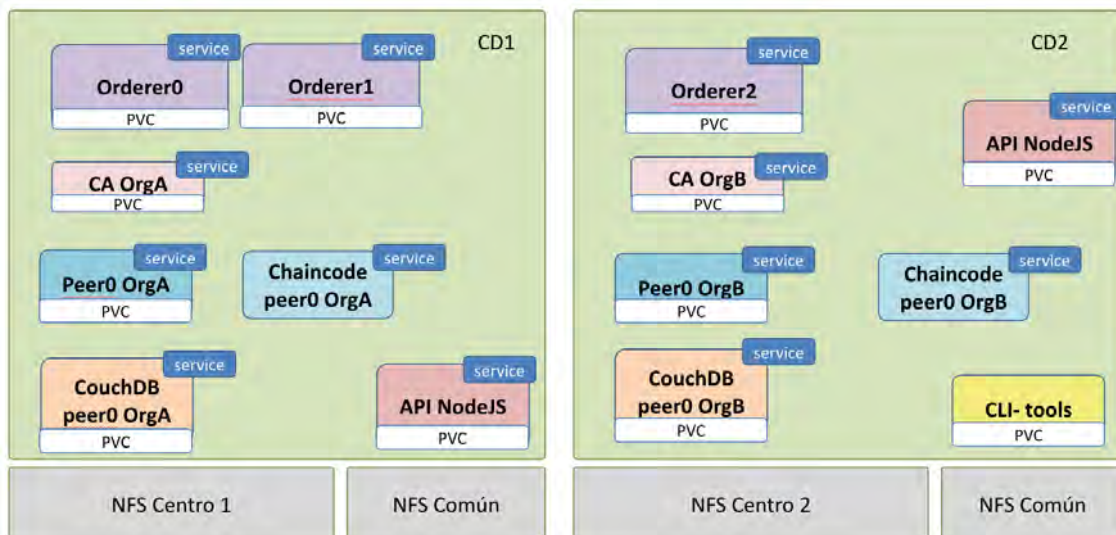 service
service
CD1
Orderer0
Orderer1
PVC
PVC
service
CA OrgA
PVC
service
service
Peer0 OrgA
Chaincode
peer0 OrgA
PVC
service
service
CouchDB
peer0 OrgA
API NodeJS
PVC
PVC
NFS Centro 1
NFS Común
service
CD2
Orderer2
PVC
service
API NodeJS
PVC
service
CA OrgB
PVC
service
service
Peer0 OrgB
Chaincode
peer0 OrgB
PVC
service
CouchDB
peer0 OrgB
CLI- tools
PVC
PVC
NFS Centro 2
NFS Común